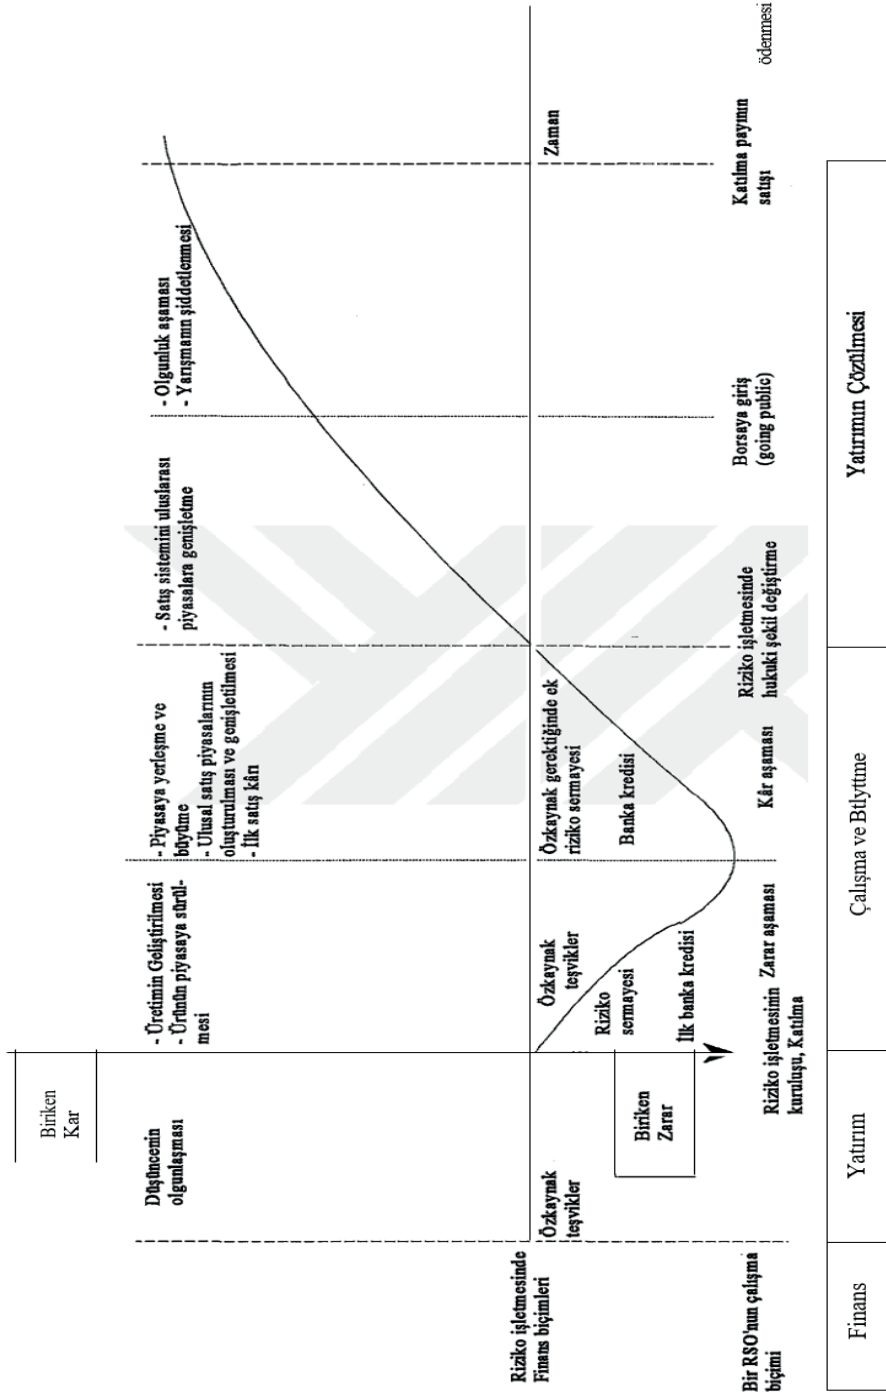 Biriken
Kar
Düşüncenin
olgunlaşması
- Üretimin Geliştirilmesi
- Ürünün piyasaya sürül-
mesi
- Piyasaya yerleşme ve
büyüme
- Ulusal satış piyasalarının
oluşturulması ve genişletilmesi
- İlk satış kârı
- Satış sistemini uluslarası
piyasalara genişletme
- Olgunluk aşaması
- Yarışmanın şiddetlenmesi
Riziko işletmesinde
Finans biçimleri
Özkaynak
teşvikler
Biriken
Zarar
Özkaynak
teşvikler
Riziko
sermayesi
İlk banka kredisi
Özkaynak gerektiğinde ek
riziko sermayesi
Banka kredisi
Zaman
Bir RSO'nun çalışma
biçimi
Riziko işletmesinin
kuruluşu, Katılma
Zarar aşaması
Kâr aşaması
Riziko işletmesinde
hukuki şekil değiştirme
Borsaya giriş
(going public)
Katılma payının
satışı
ödenmesi
Finans
Yatırım
Çalışma ve Btlyttme
Yatırımın Çözülmesi